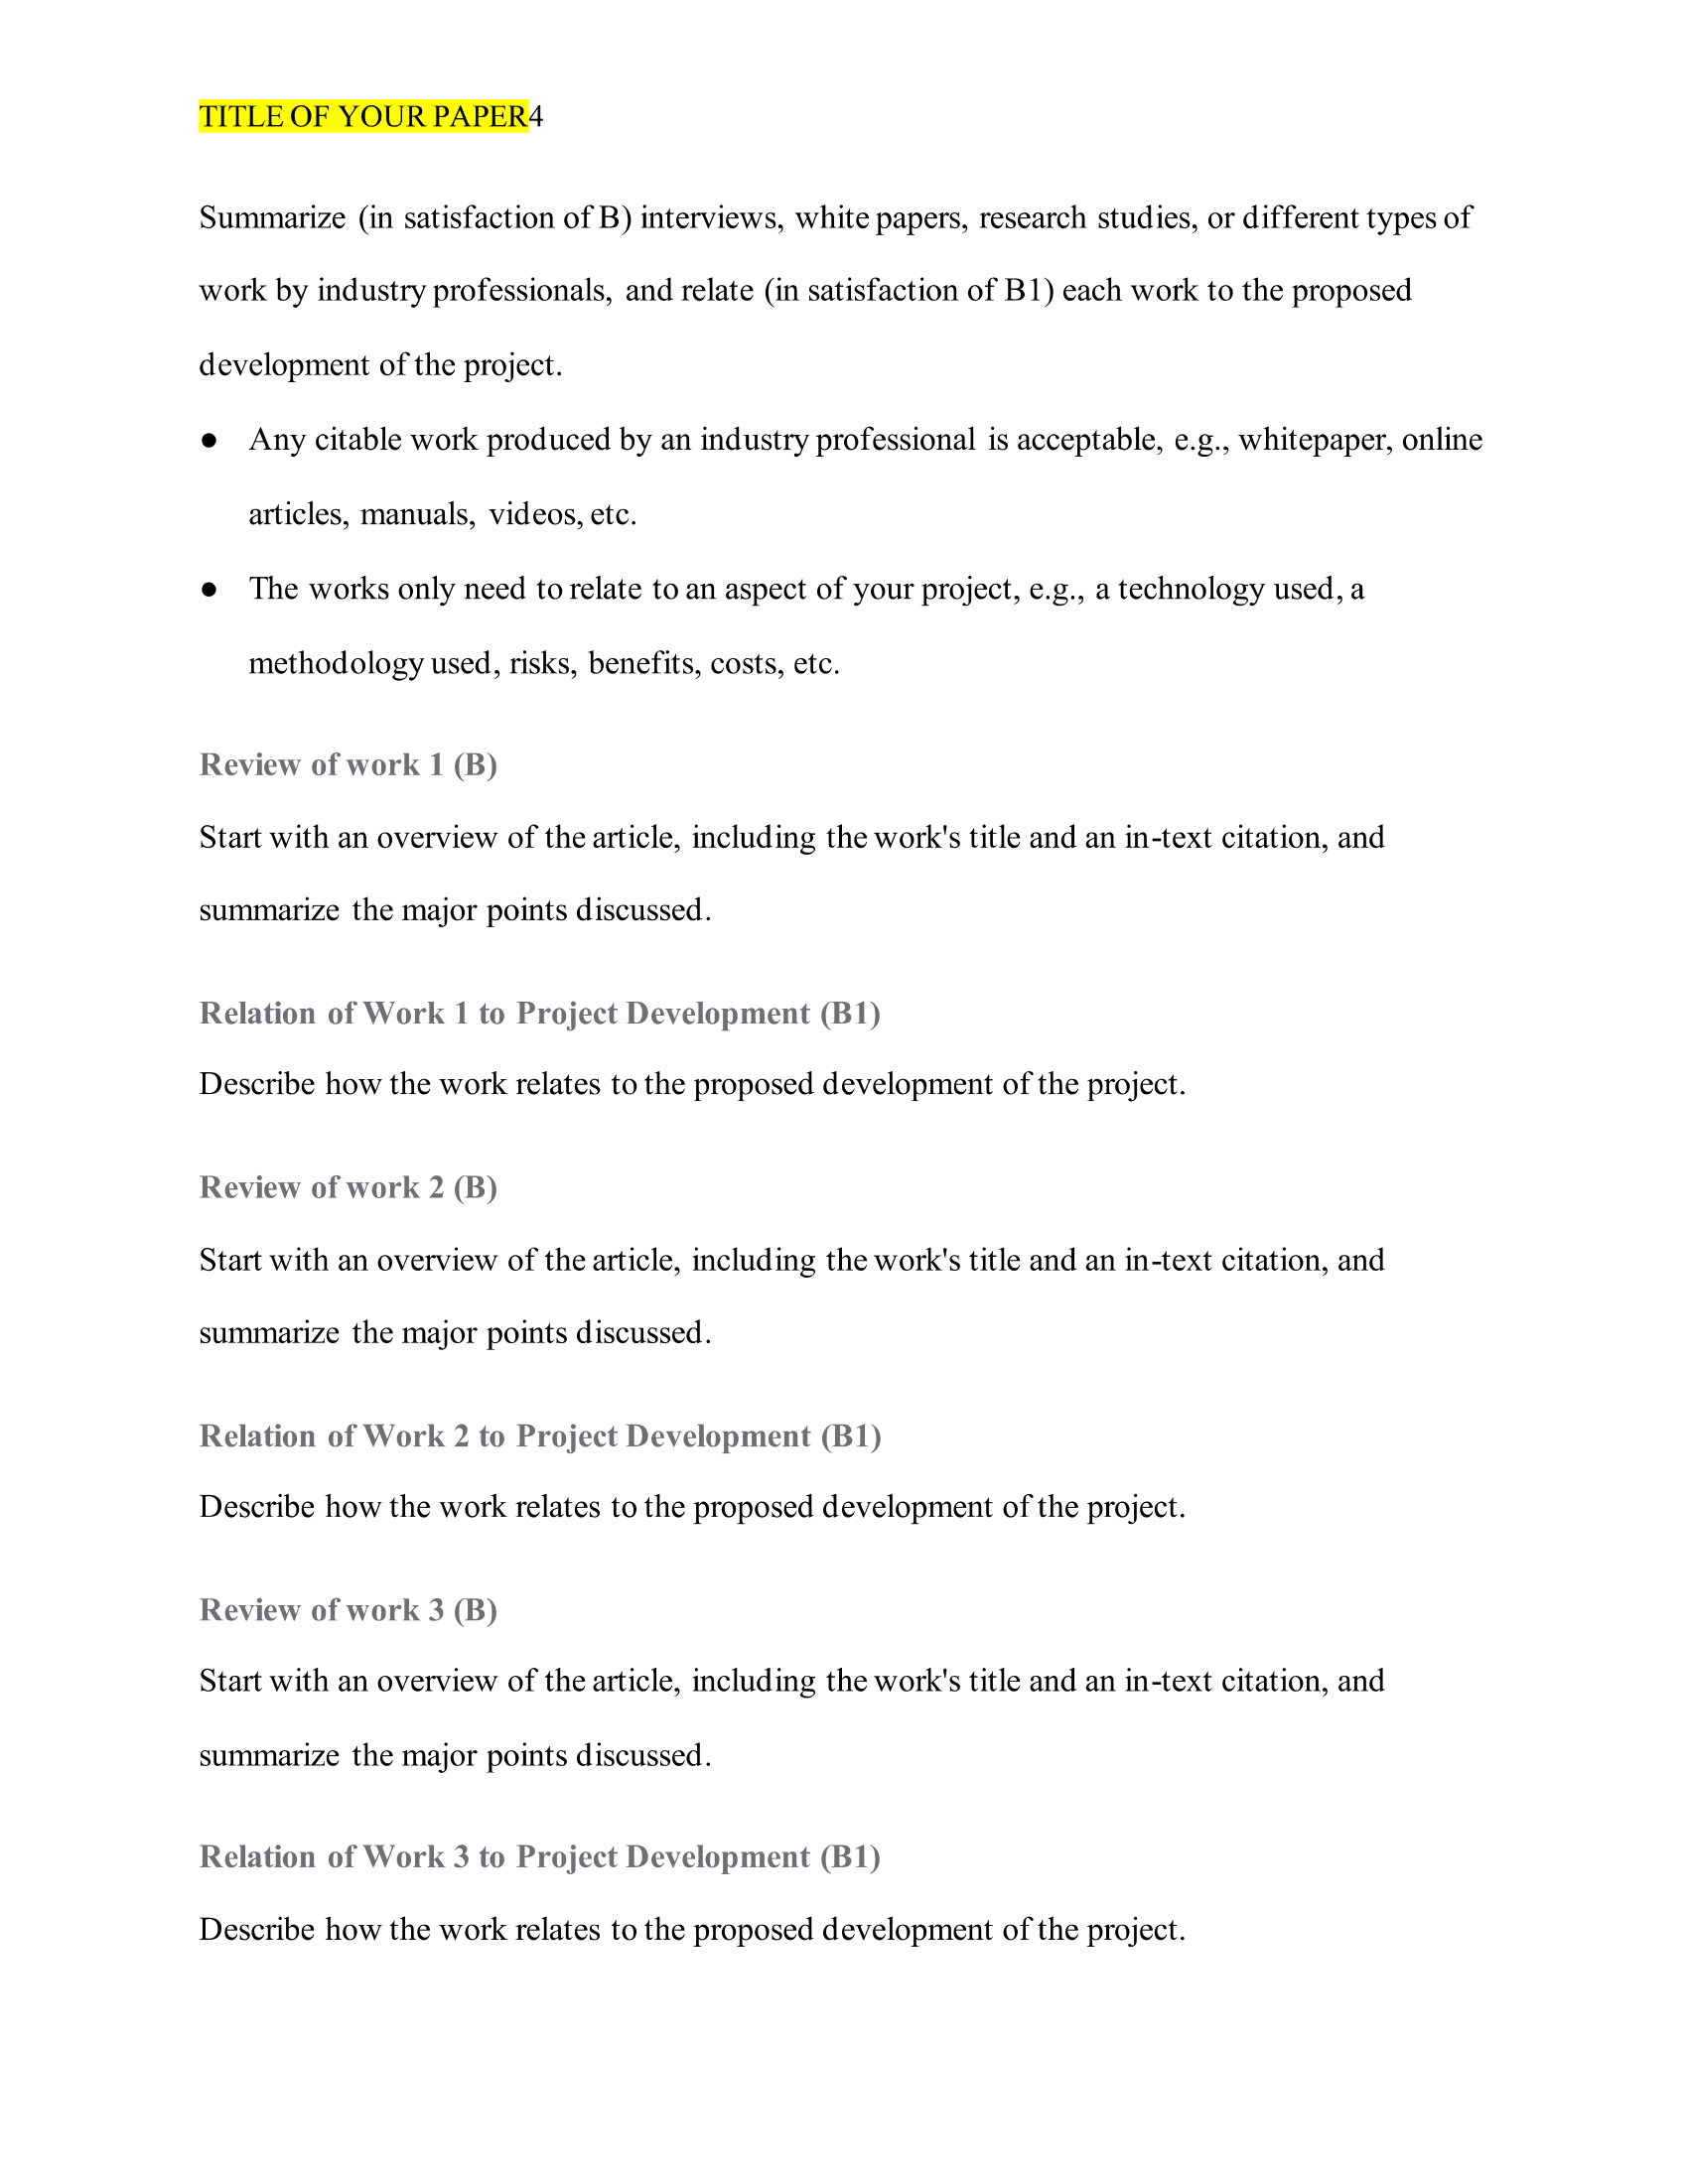 TITLE OF YOUR PAPER4
Summarize (in satisfaction of B) interviews, white papers, research studies, or different types of
work by industry professionals, and relate (in satisfaction of B1) each work to the proposed
development of the project.
● Any citable work produced by an industry professional is acceptable, e.g., whitepaper, online
articles, manuals, videos, etc.
● The works only need to relate to an aspect of your project, e.g., a technology used, a
methodology used, risks, benefits, costs, etc.
Review of work 1 (B)
Start with an overview of the article, including the work's title and an in-text citation, and
summarize the major points discussed.
Relation of Work 1 to Project Development (B1)
Describe how the work relates to the proposed development of the project.
Review of work 2 (B)
Start with an overview of the article, including the work's title and an in-text citation, and
summarize the major points discussed.
Relation of Work 2 to Project Development (B1)
Describe how the work relates to the proposed development of the project.
Review of work 3 (B)
Start with an overview of the article, including the work's title and an in-text citation, and
summarize the major points discussed.
Relation of Work 3 to Project Development (B1)
Describe how the work relates to the proposed development of the project.